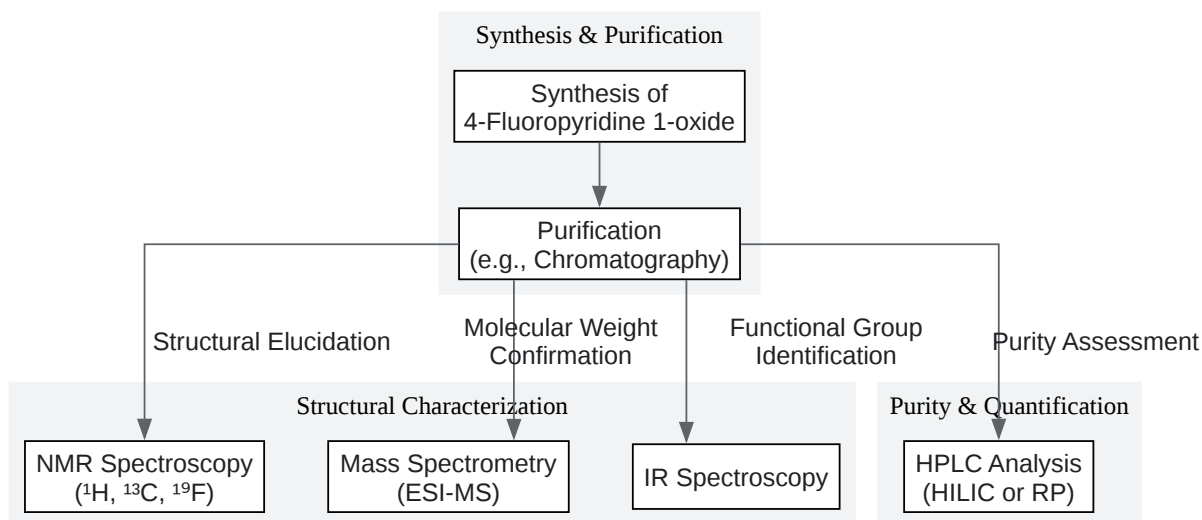 Synthesis & Purification
Synthesis of
4-Fluoropyridine 1-oxide
Purification
(e.g., Chromatography)
Structural Elucidation
Molecular Weight
Confirmation
Functional Group
Identification
Purity Assessment
Structural Characterization
Purity & Quantification
NMR Spectroscopy
(¹H, ¹³C, ¹⁹F)
Mass Spectrometry
(ESI-MS)
IR Spectroscopy
HPLC Analysis
(HILIC or RP)